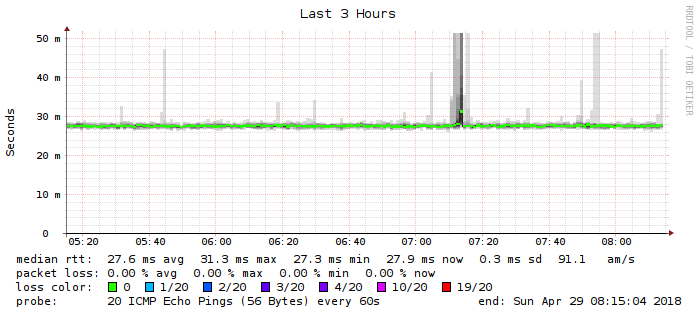 Last 3 Hours
RRDTOOL / TOBI OETIKER
Seconds
50 m
40 m
30 m
20 m
10 m
0
05:20 05:40 06:00 06:20 06:40 07:00 07:20 07:40 08:00
median rtt: 27.6 ms avg 31.3 ms max 27.3 ms min 27.9 ms now 0.3 ms sd 91.1 am/s
packet loss: 0.00 % avg 0.00 % max 0.00 % min 0.00 % now
loss color: 0 1/20 2/20 3/20 4/20 10/20 19/20
probe: 20 ICMP Echo Pings (56 Bytes) every 60s end: Sun Apr 29 08:15:04 2018